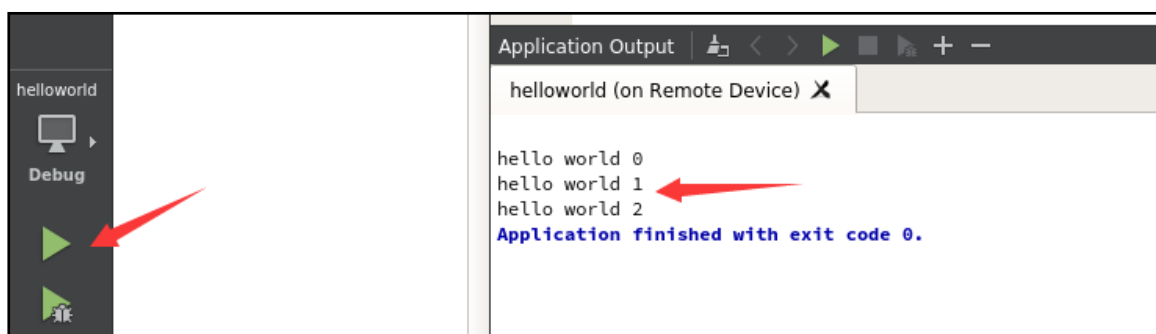 helloworld
Debug
Application Output
helloworld (on Remote Device)
hello world 0
hello world 1
hello world 2
Application finished with exit code 0.